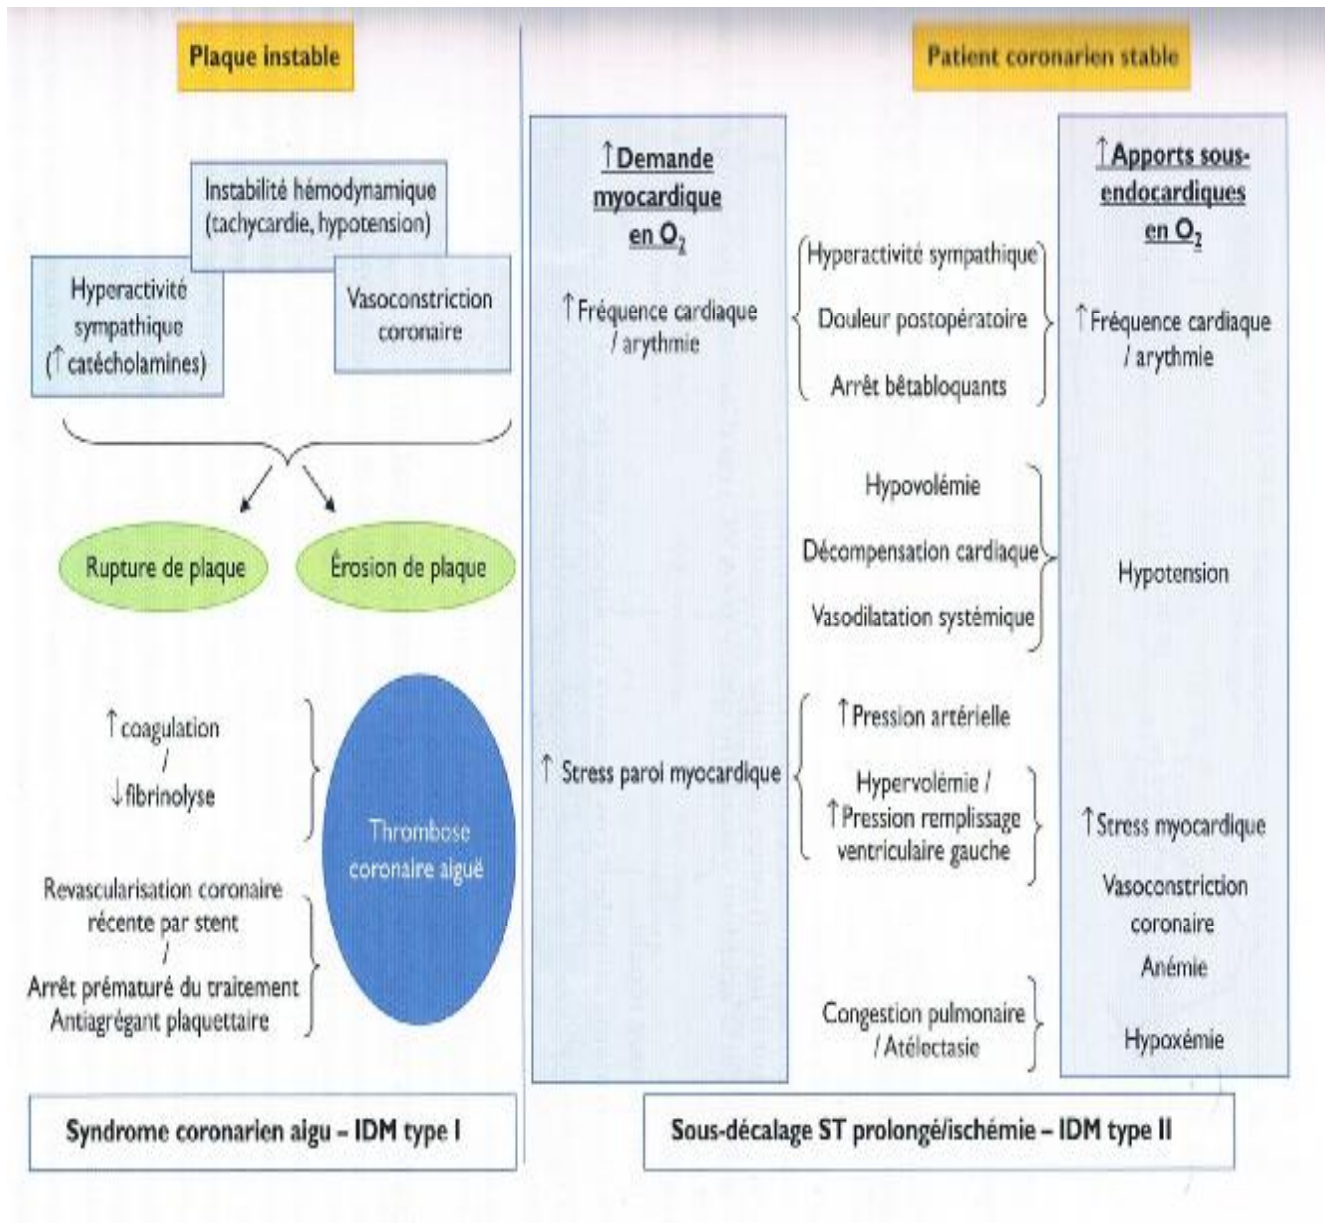 Plaque instable
Instabilité hémodynamique
(tachycardie, hypotension)
Hyperactivité
sympathique
(↑ catécholamines)
Vasoconstriction
coronaire
Rupture de plaque
Érosion de plaque
↑ coagulation
/
↓ fibrinolyse
Revascularisation coronaire
récente par stent
/
Arrêt prématuré du traitement
Antiagrégant plaquettaire
Thrombose
coronaire aiguë
Syndrome coronarien aigu – IDM type I
Patient coronarien stable
↑ Demande
myocardique
en O₂
↑ Fréquence cardiaque
/ arythmie
↑ Stress paroi myocardique
Hyperactivité sympathique
Douleur postopératoire
Arrêt bêtabloquants
Hypovolémie
Décompensation cardiaque
Vasodilatation systémique
↑ Pression artérielle
Hypervolémie /
↑ Pression remplissage
ventriculaire gauche
Congestion pulmonaire
/ Atélectasie
↑ Apports sous-
endocardiques
en O₂
↑ Fréquence cardiaque
/ arythmie
Hypotension
↑ Stress myocardique
Vasoconstriction
coronaire
Anémie
Hypoxémie
Sous-décalage ST prolongé/ischémie – IDM type II